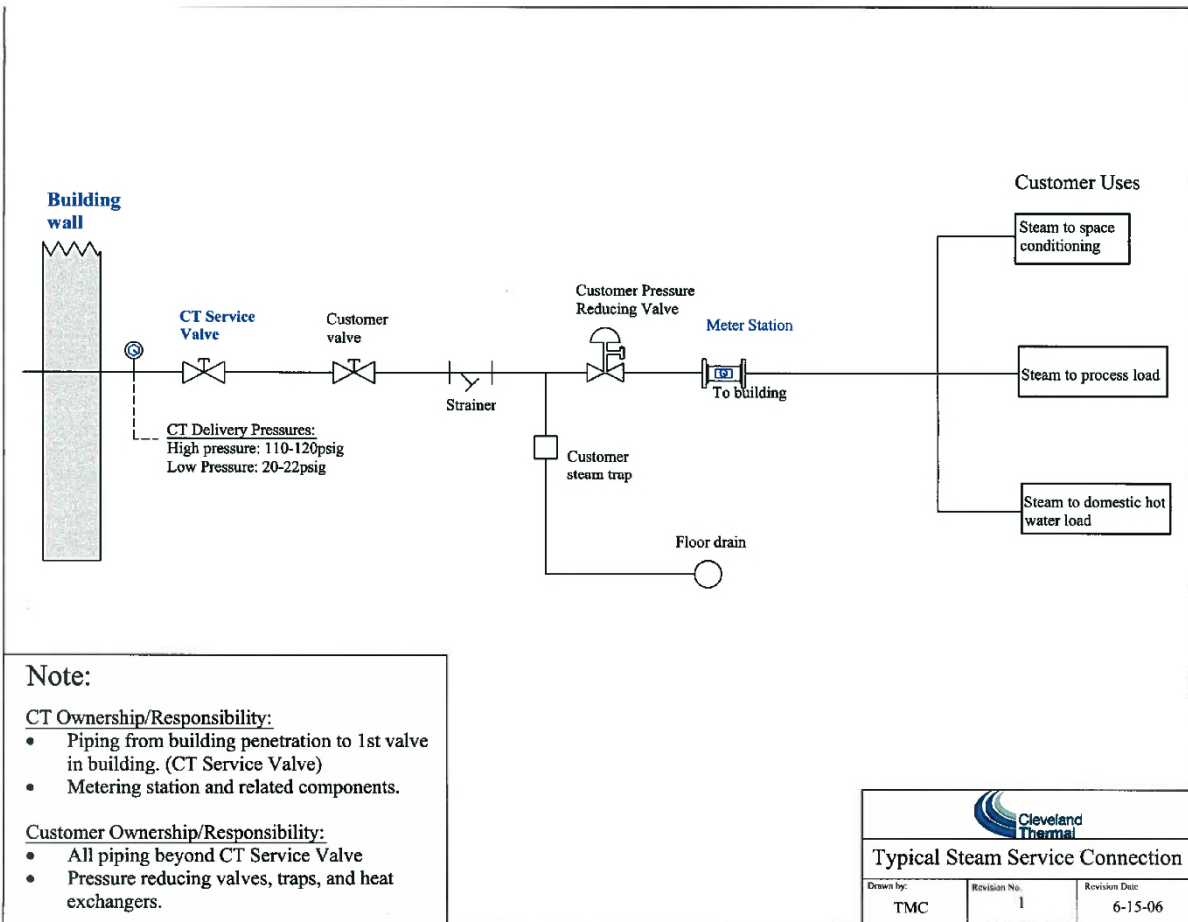 Customer Uses
Building
wall
Steam to space
conditioning
Customer Pressure
Reducing Valve
CT Service
Valve
Customer
valve
Meter Station
Steam to process load
To building
Strainer
CT Delivery Pressures:
High pressure: 110-120psig
Low Pressure: 20-22psig
Customer
steam trap
Steam to domestic hot
water load
Floor drain
Note:
CT Ownership/Responsibility:
• Piping from building penetration to 1st valve
in building. (CT Service Valve)
• Metering station and related components.
Customer Ownership/Responsibility:
• All piping beyond CT Service Valve
• Pressure reducing valves, traps, and heat
exchangers.
Cleveland
Thermal
Typical Steam Service Connection
Drawn by:
TMC
Revision No.
1
Revision Date
6-15-06